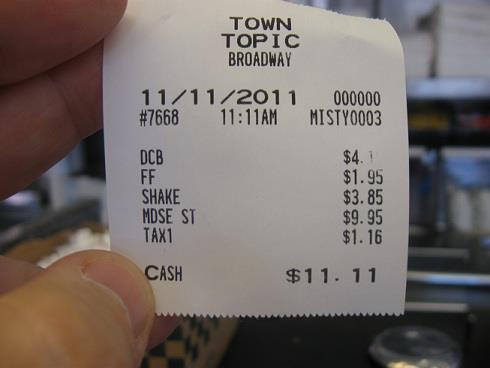 TOWN
TOPIC
BROADWAY
11/11/2011 000000
#7668 11:11AM MISTY0003
DCB $4.
FF $1.95
SHAKE $3.85
MDSE ST $9.95
TAX1 $1.16
CASH $11.11